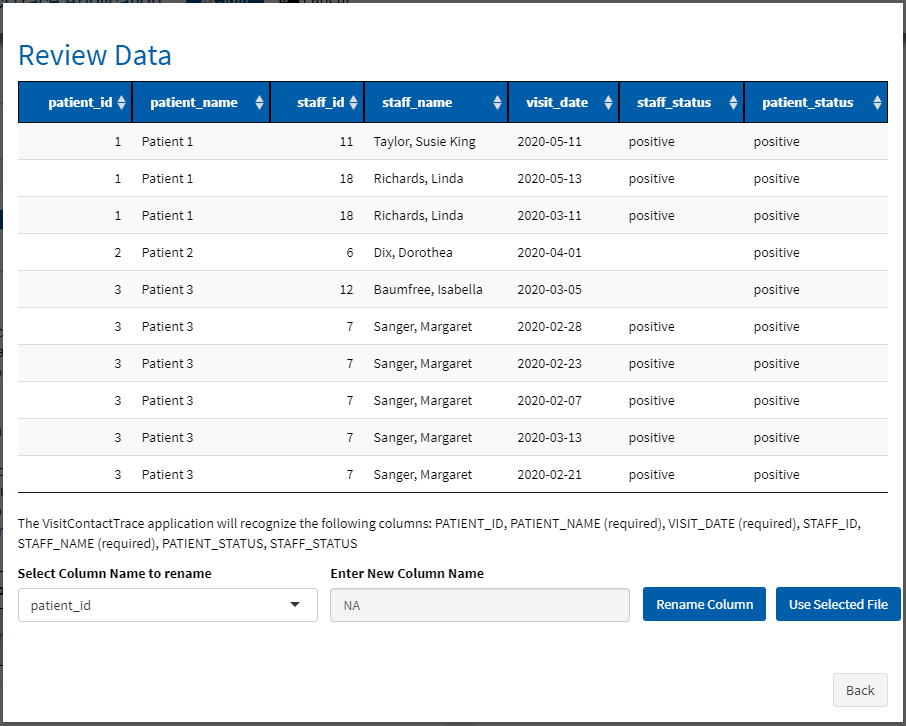 Review Data
patient_id patient_name staff_id staff_name visit_date staff_status patient_status
1 Patient 1 11 Taylor, Susie King 2020-05-11 positive positive
1 Patient 1 18 Richards, Linda 2020-05-13 positive positive
1 Patient 1 18 Richards, Linda 2020-03-11 positive positive
2 Patient 2 6 Dix, Dorothea 2020-04-01 positive
3 Patient 3 12 Baumfree, Isabella 2020-03-05 positive
3 Patient 3 7 Sanger, Margaret 2020-02-28 positive positive
3 Patient 3 7 Sanger, Margaret 2020-02-23 positive positive
3 Patient 3 7 Sanger, Margaret 2020-02-07 positive positive
3 Patient 3 7 Sanger, Margaret 2020-03-13 positive positive
3 Patient 3 7 Sanger, Margaret 2020-02-21 positive positive
The VisitContactTrace application will recognize the following columns: PATIENT_ID, PATIENT_NAME (required), VISIT_DATE (required), STAFF_ID,
STAFF_NAME (required), PATIENT_STATUS, STAFF_STATUS
Select Column Name to rename Enter New Column Name
patient_id NA Rename Column Use Selected File
Back